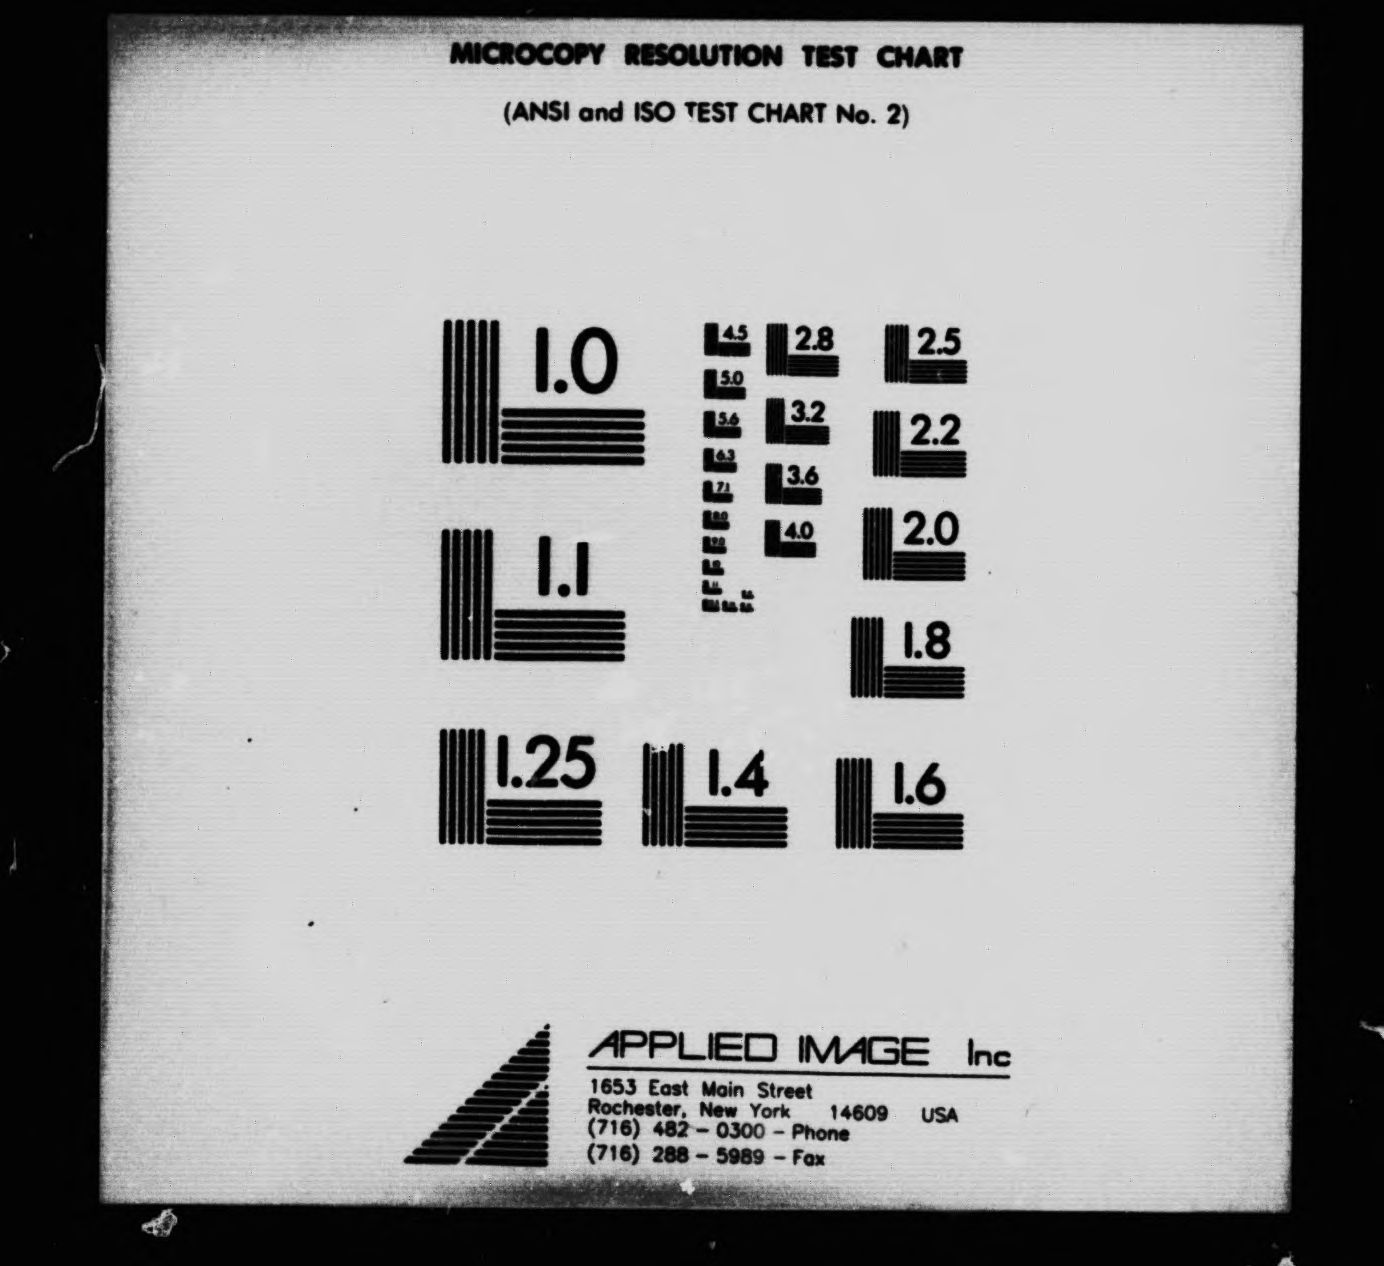 MICROCOPY RESOLUTION TEST CHART
(ANSI and ISO TEST CHART No. 2)
1.0
1.1
1.25
1.4
1.6
1.8
2.0
2.2
2.5
2.8
3.2
3.6
4.0
4.5
5.0
5.6
6.3
7.1
8.0
9.0
APPLIED IMAGE Inc
1653 East Main Street
Rochester, New York 14609 USA
(716) 482 - 0300 - Phone
(716) 288 - 5989 - Fax